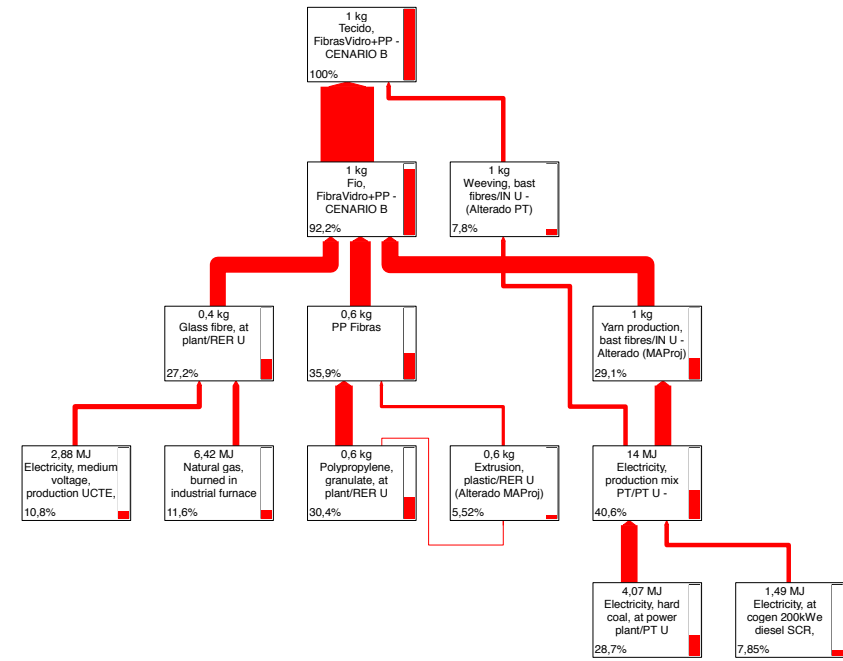 1 kg
Tecido,
FibrasVidro+PP -
CENARIO B
100%
1 kg
Fio,
FibraVidro+PP -
CENARIO B
92,2%
1 kg
Weeving, bast
fibres/IN U -
(Alterado PT)
7,8%
0,4 kg
Glass fibre, at
plant/RER U
27,2%
0,6 kg
PP Fibras
35,9%
1 kg
Yarn production,
bast fibres/IN U -
Alterado (MAProj)
29,1%
2,88 MJ
Electricity, medium
voltage,
production UCTE,
10,8%
6,42 MJ
Natural gas,
burned in
industrial furnace
11,6%
0,6 kg
Polypropylene,
granulate, at
plant/RER U
30,4%
0,6 kg
Extrusion,
plastic/RER U
(Alterado MAProj)
5,52%
14 MJ
Electricity,
production mix
PT/PT U -
40,6%
4,07 MJ
Electricity, hard
coal, at power
plant/PT U
28,7%
1,49 MJ
Electricity, at
cogen 200kWe
diesel SCR,
7,85%